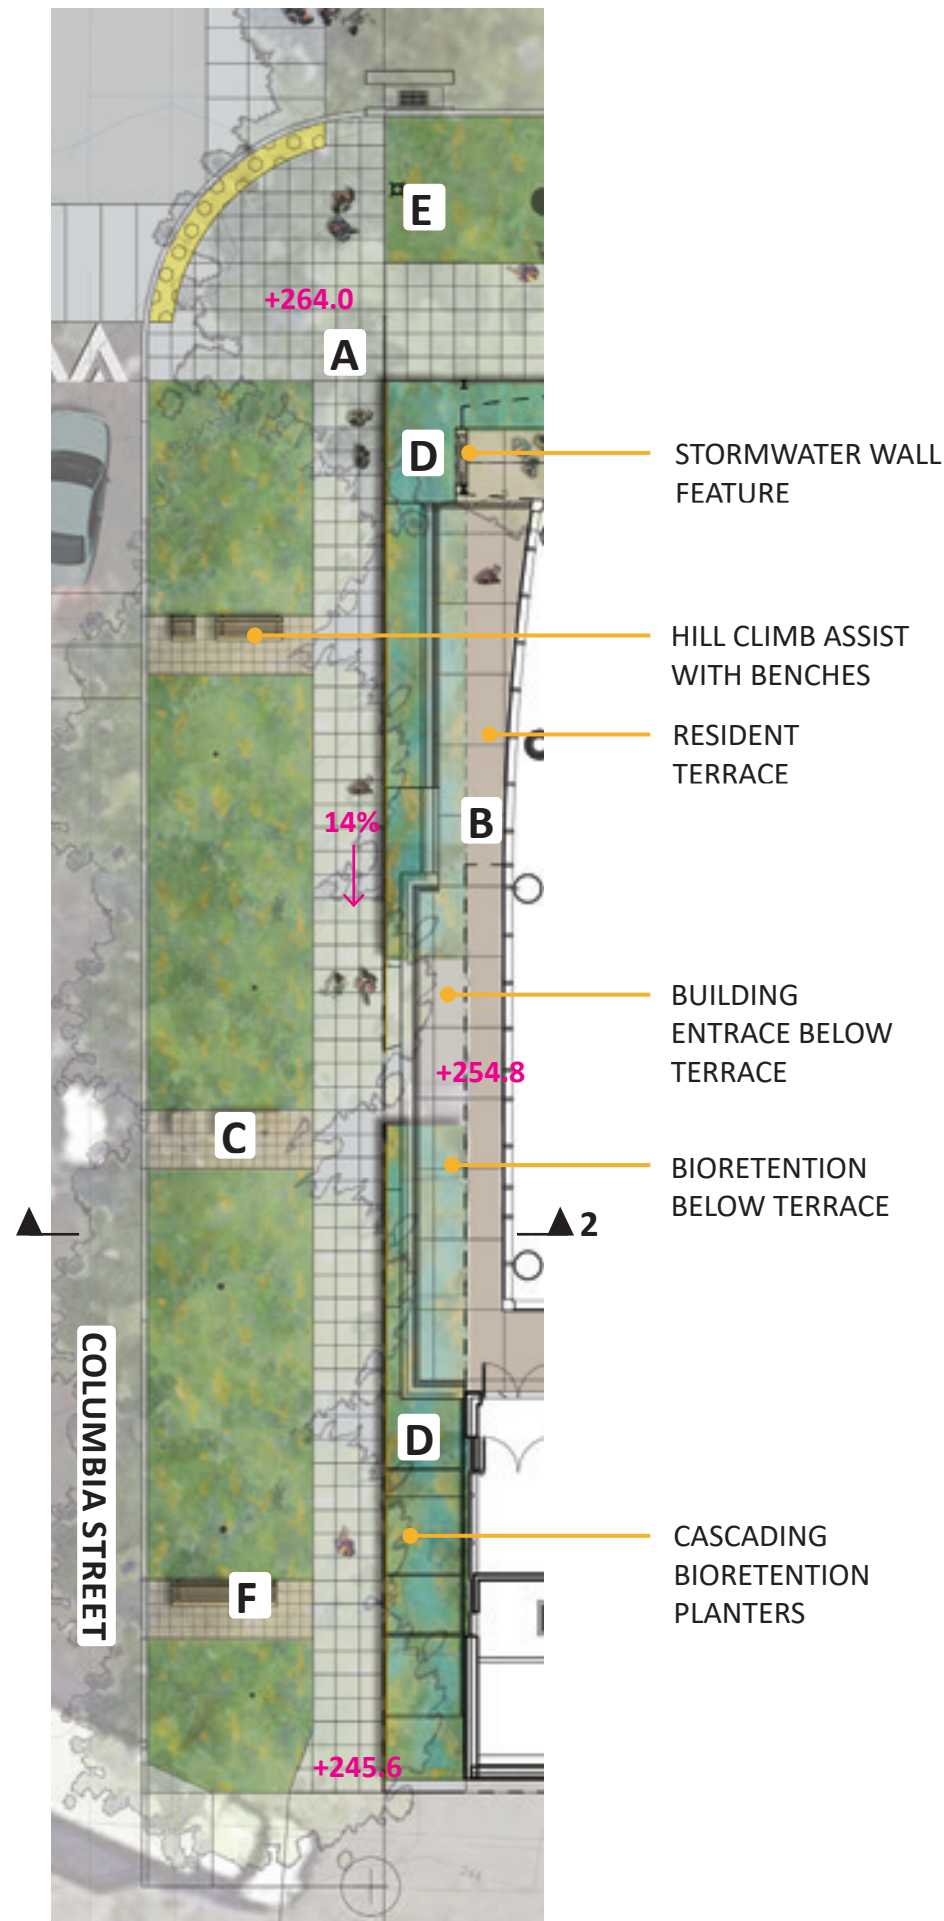 E
+264.0
A
D
STORMWATER WALL
FEATURE
HILL CLIMB ASSIST
WITH BENCHES
RESIDENT
TERRACE
14%
B
BUILDING
ENTRACE BELOW
TERRACE
+254.8
C
BIORETENTION
BELOW TERRACE
2
COLUMBIA STREET
D
CASCADING
BIORETENTION
PLANTERS
F
+245.6
244